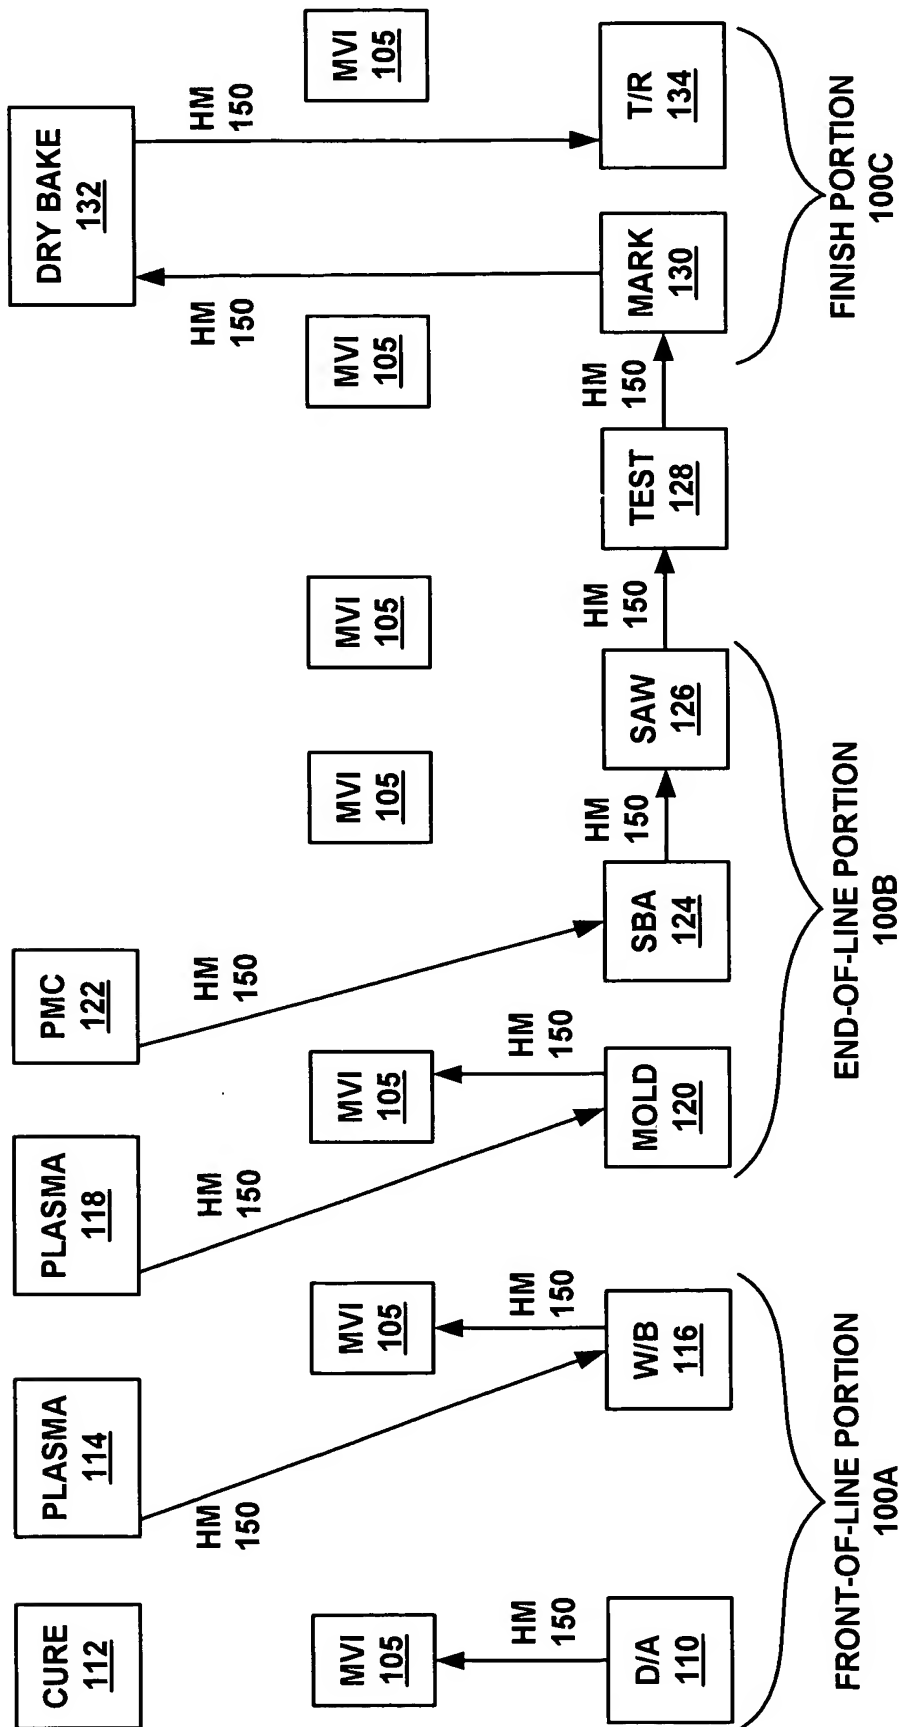 CURE
112
PLASMA
114
PLASMA
118
PMC
122
DRY BAKE
132
HM
150
HM
150
HM
150
HM
150
HM
150
MVI
105
MVI
105
MVI
105
MVI
105
MVI
105
MVI
105
MVI
105
HM
150
HM
150
HM
150
HM
150
HM
150
HM
150
D/A
110
W/B
116
MOLD
120
SBA
124
SAW
126
TEST
128
MARK
130
T/R
134
FRONT-OF-LINE PORTION
100A
END-OF-LINE PORTION
100B
FINISH PORTION
100C